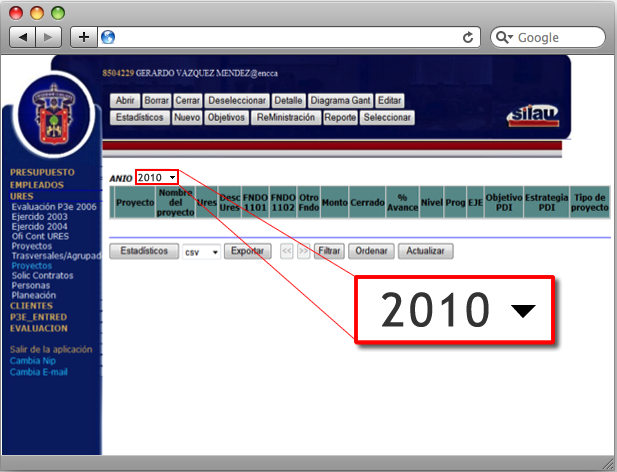 Google
8504229 GERARDO VAZQUEZ MENDEZ@encca
Abrir Borrar Cerrar Deseleccionar Detalle Diagrama Gant Editar
Estadísticos Nuevo Objetivos ReMinistración Reporte Seleccionar
siiau
PRESUPUESTO
EMPLEADOS
URES
Evaluación P3e 2006
Ejercido 2003
Ejercido 2004
Ofi Cont URES
Proyectos
Trasversales/Agrupad
Proyectos
Solic Contratos
Personas
Planeación
CLIENTES
P3E_ENTRED
EVALUACION
Salir de la aplicación
Cambia Nip
Cambia E-mail
ANIO 2010
Proyecto Nombre del proyecto Ures Desc Ures FNDO 1101 FNDO 1102 Otro Fndo Monto Cerrado % Avance Nivel Prog EJE Objetivo PDI Estrategia PDI Tipo de proyecto
Estadísticos csv Exportar << >> Filtrar Ordenar Actualizar
2010